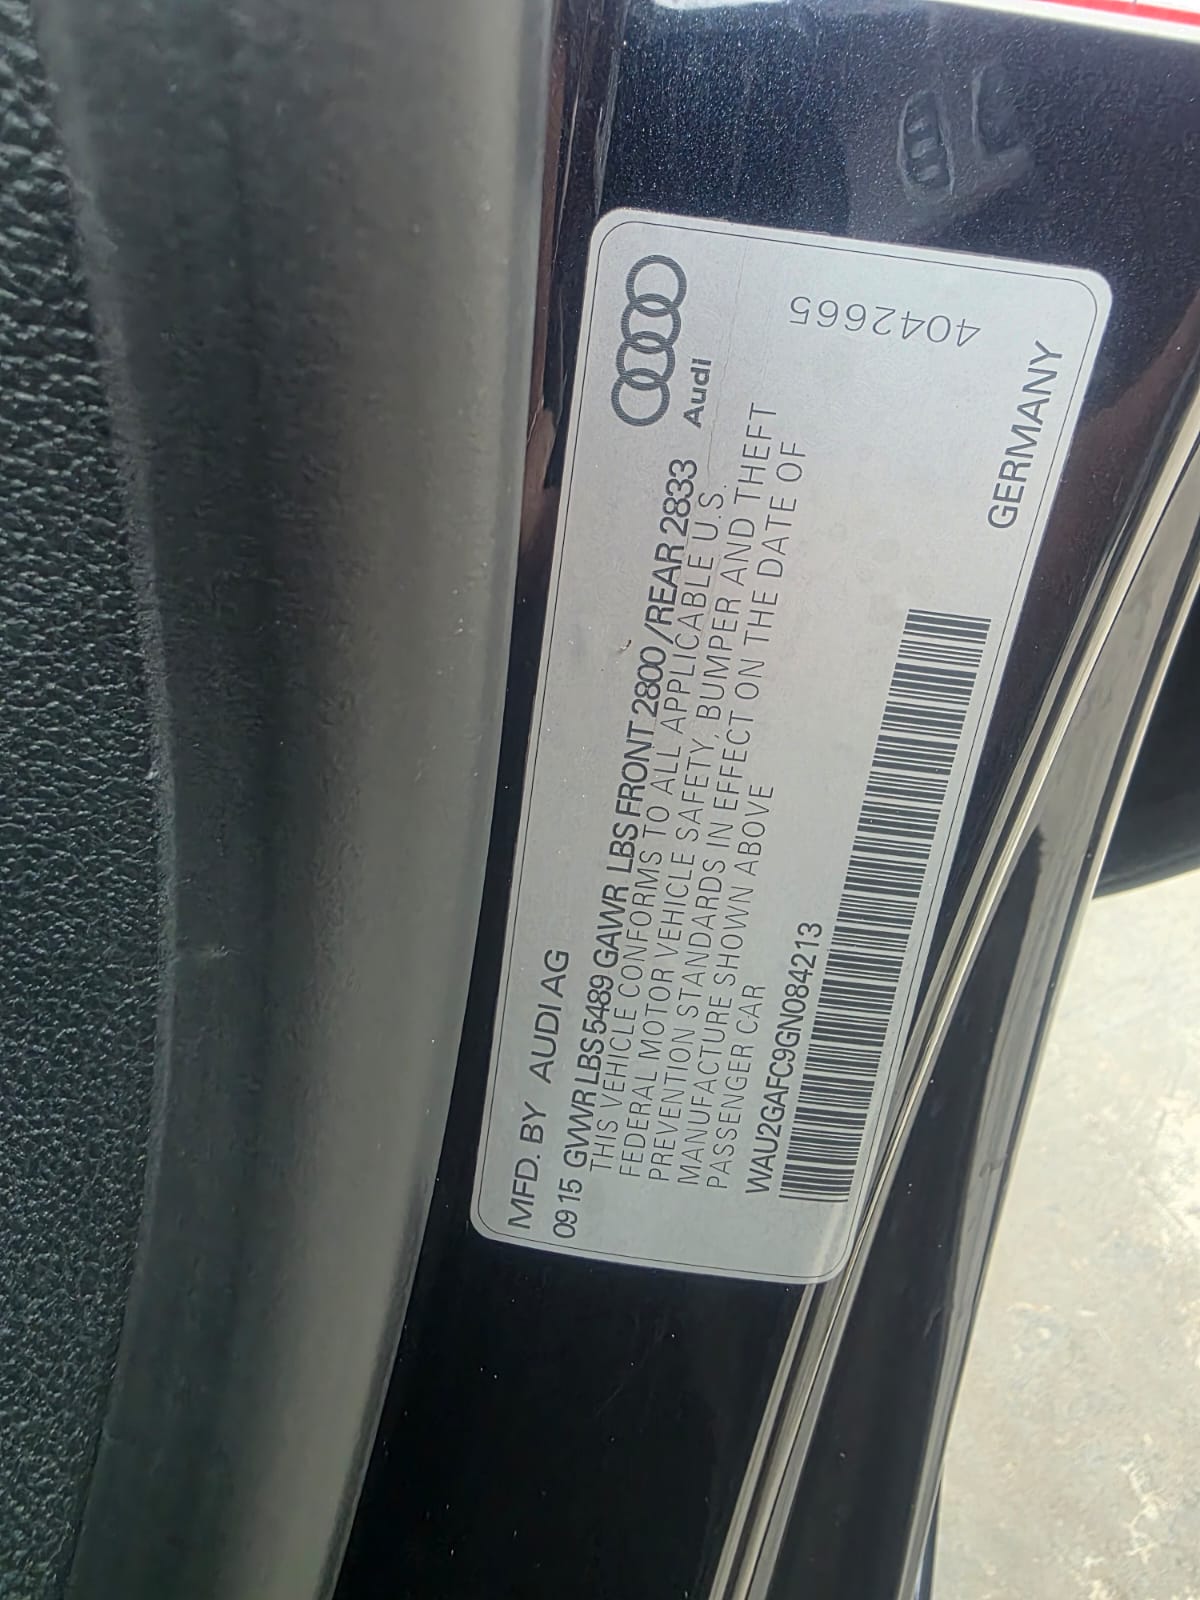 MFD. BY AUDI AG
Audi
09 15 GVWR LBS 5489 GAWR LBS FRONT 2800 / REAR 2833
THIS VEHICLE CONFORMS TO ALL APPLICABLE U.S.
FEDERAL MOTOR VEHICLE SAFETY, BUMPER AND THEFT
PREVENTION STANDARDS IN EFFECT ON THE DATE OF
MANUFACTURE SHOWN ABOVE
PASSENGER CAR
4042665
WAU2GAFC9GN084213
GERMANY